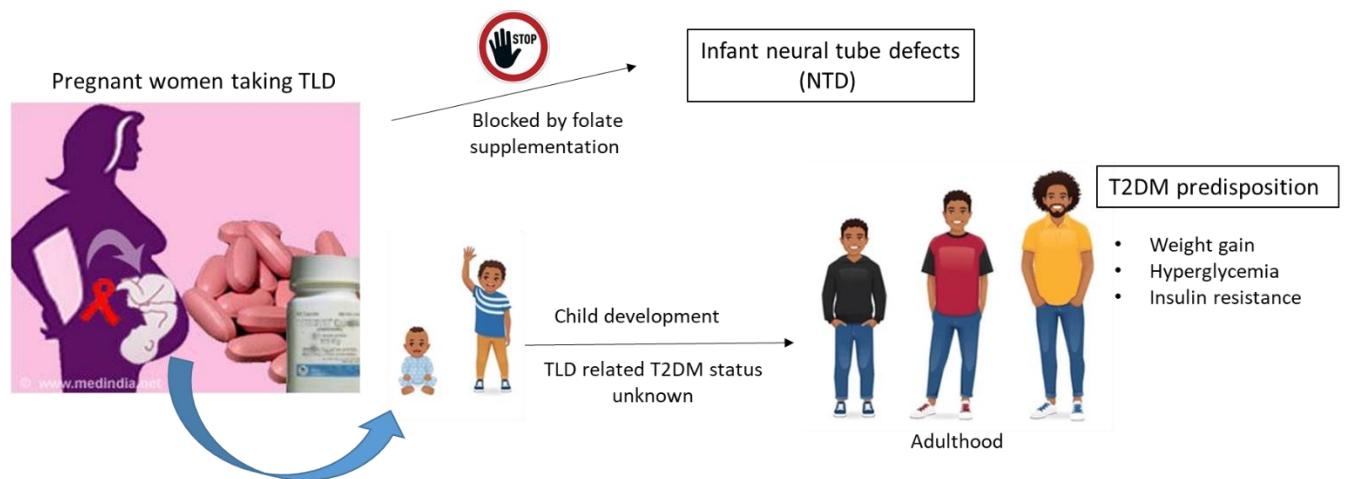 Pregnant women taking TLD
STOP
Blocked by folate
supplementation
Infant neural tube defects
(NTD)
© www.medindia.net
Child development
TLD related T2DM status
unknown
Adulthood
T2DM predisposition
• Weight gain
• Hyperglycemia
• Insulin resistance